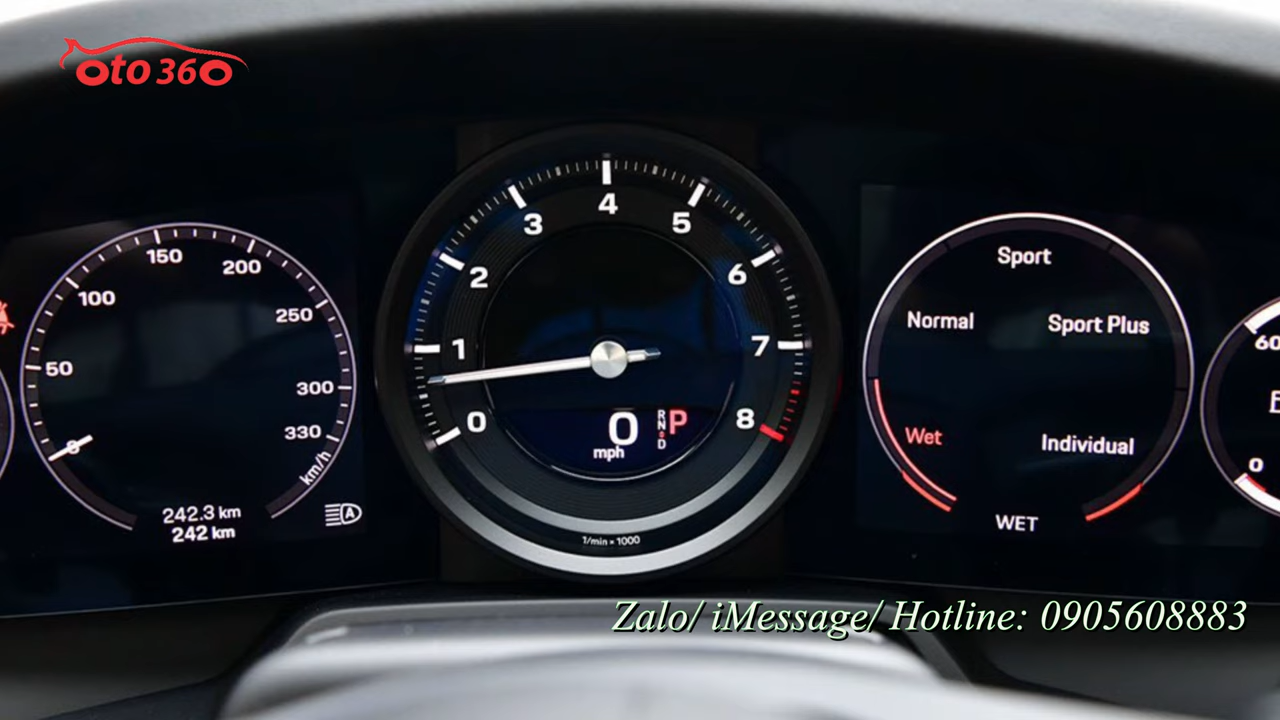 oto 360
150
200
100
250
50
300
330
0
km/h
242.3 km
242 km
4
3
5
2
6
1
7
0
8
0
mph
R
N
D
P
1/min × 1000
Sport
Normal
Sport Plus
Wet
Individual
WET
60
0
Zalo/ iMessage/ Hotline: 0905608883